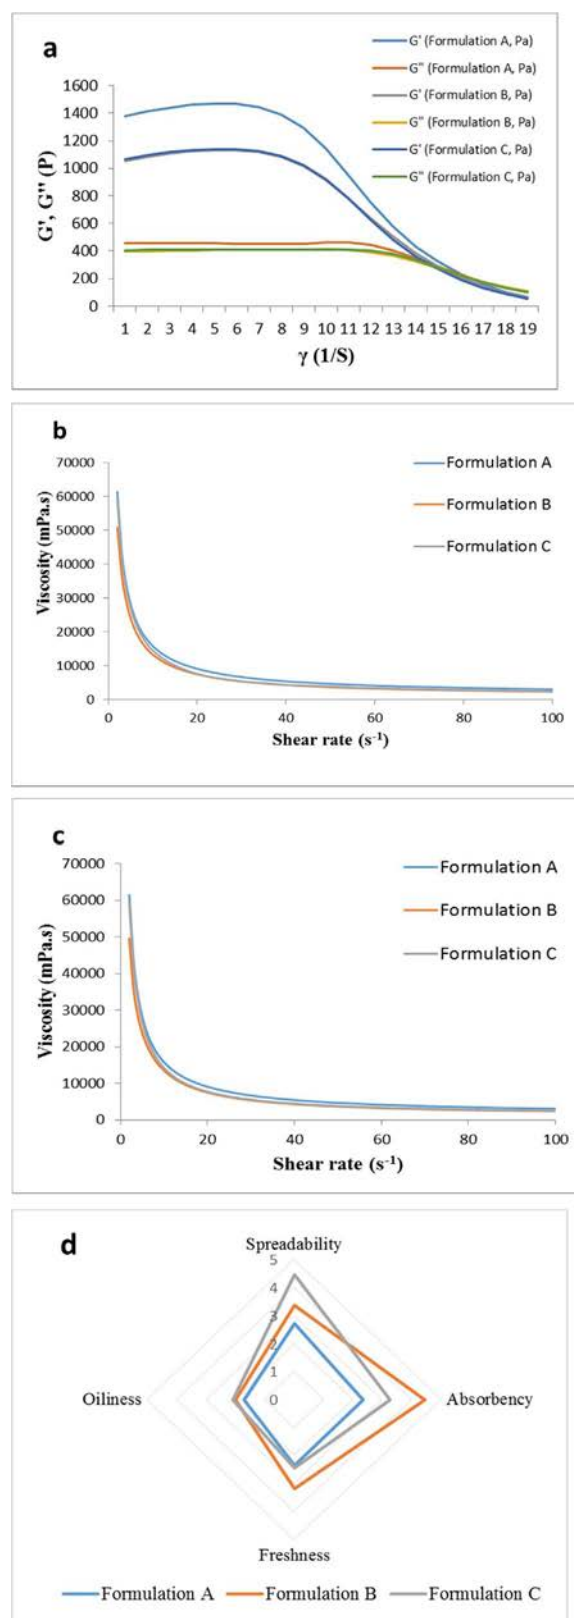 a
G' (Formulation A, Pa)
G'' (Formulation A, Pa)
G' (Formulation B, Pa)
G'' (Formulation B, Pa)
G' (Formulation C, Pa)
G'' (Formulation C, Pa)
1600
1400
1200
1000
800
600
400
200
0
G', G'' (P)
1 2 3 4 5 6 7 8 9 10 11 12 13 14 15 16 17 18 19
γ (1/S)
b
70000
60000
50000
40000
30000
20000
10000
0
Viscosity (mPa.s)
Formulation A
Formulation B
Formulation C
0 20 40 60 80 100
Shear rate (s⁻¹)
c
70000
60000
50000
40000
30000
20000
10000
0
Viscosity (mPa.s)
Formulation A
Formulation B
Formulation C
0 20 40 60 80 100
Shear rate (s⁻¹)
d
Spreadability
5
4
3
2
1
0
Oiliness
Absorbency
Freshness
Formulation A Formulation B Formulation C